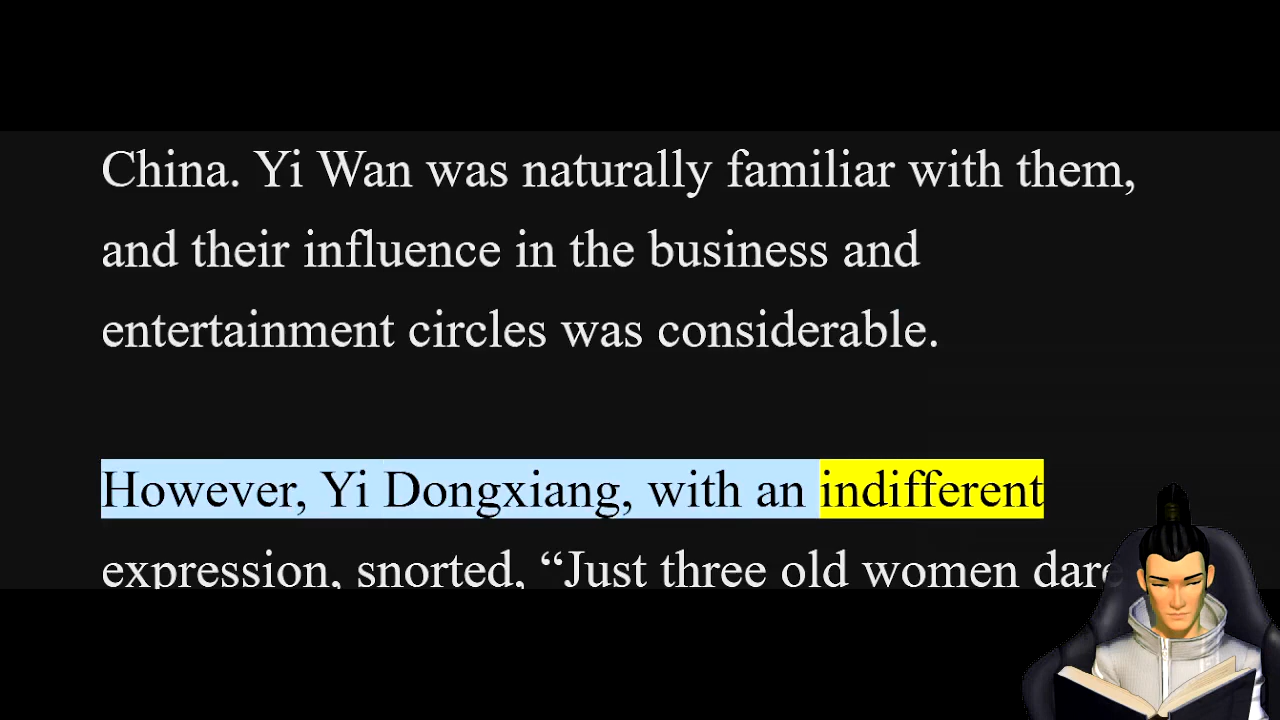 China. Yi Wan was naturally familiar with them,
and their influence in the business and
entertainment circles was considerable.
However, Yi Dongxiang, with an indifferent
expression, snorted, “Just three old women dare